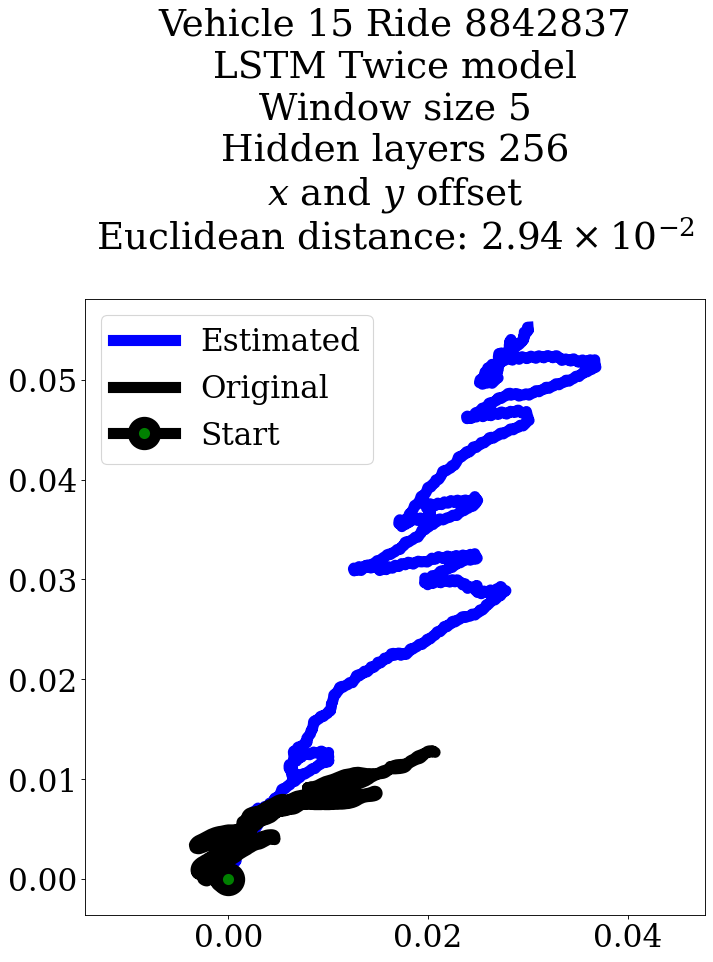 Vehicle 15 Ride 8842837
LSTM Twice model
Window size 5
Hidden layers 256
x and y offset
Euclidean distance: 2.94 × 10⁻²
Estimated
Original
Start
0.05
0.04
0.03
0.02
0.01
0.00
0.00 0.02 0.04